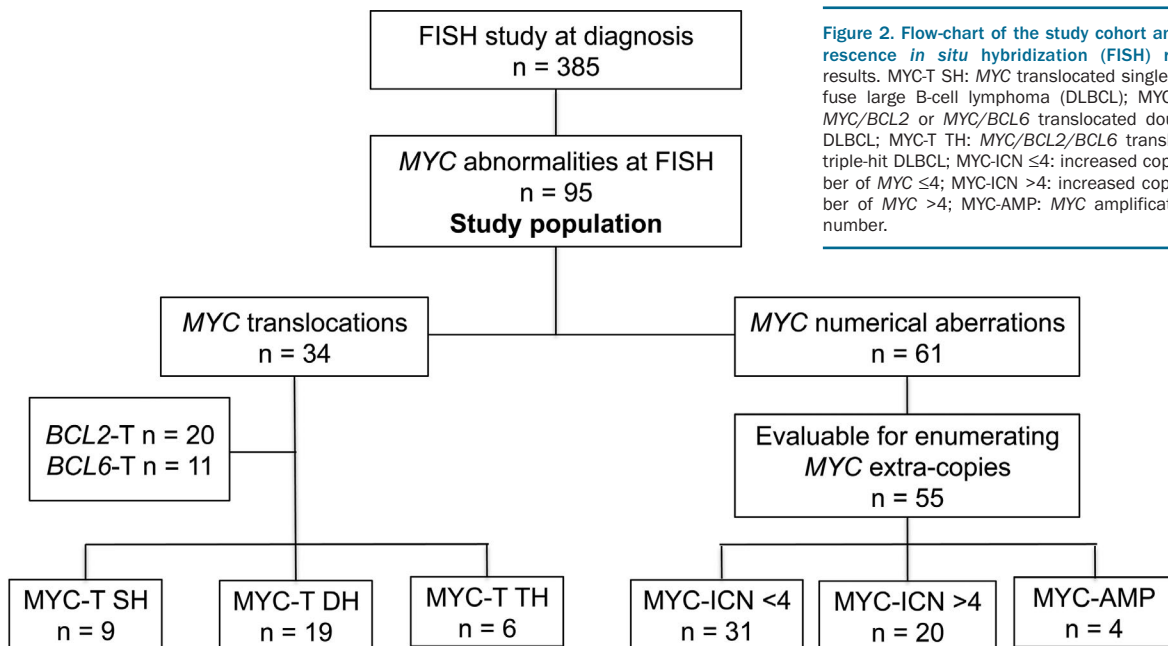 FISH study at diagnosis
n = 385
MYC abnormalities at FISH
n = 95
Study population
MYC translocations
n = 34
MYC numerical aberrations
n = 61
BCL2-T n = 20
BCL6-T n = 11
Evaluable for enumerating
MYC extra-copies
n = 55
MYC-T SH
n = 9
MYC-T DH
n = 19
MYC-T TH
n = 6
MYC-ICN <4
n = 31
MYC-ICN >4
n = 20
MYC-AMP
n = 4
Figure 2. Flow-chart of the study cohort
rescence in situ hybridization (FISH)
results. MYC-T SH: MYC translocated single
fuse large B-cell lymphoma (DLBCL); MYC
MYC/BCL2 or MYC/BCL6 translocated dou
DLBCL; MYC-T TH: MYC/BCL2/BCL6 transl
triple-hit DLBCL; MYC-ICN ≤4: increased cop
ber of MYC ≤4; MYC-ICN >4: increased cop
ber of MYC >4; MYC-AMP: MYC amplificat
number.